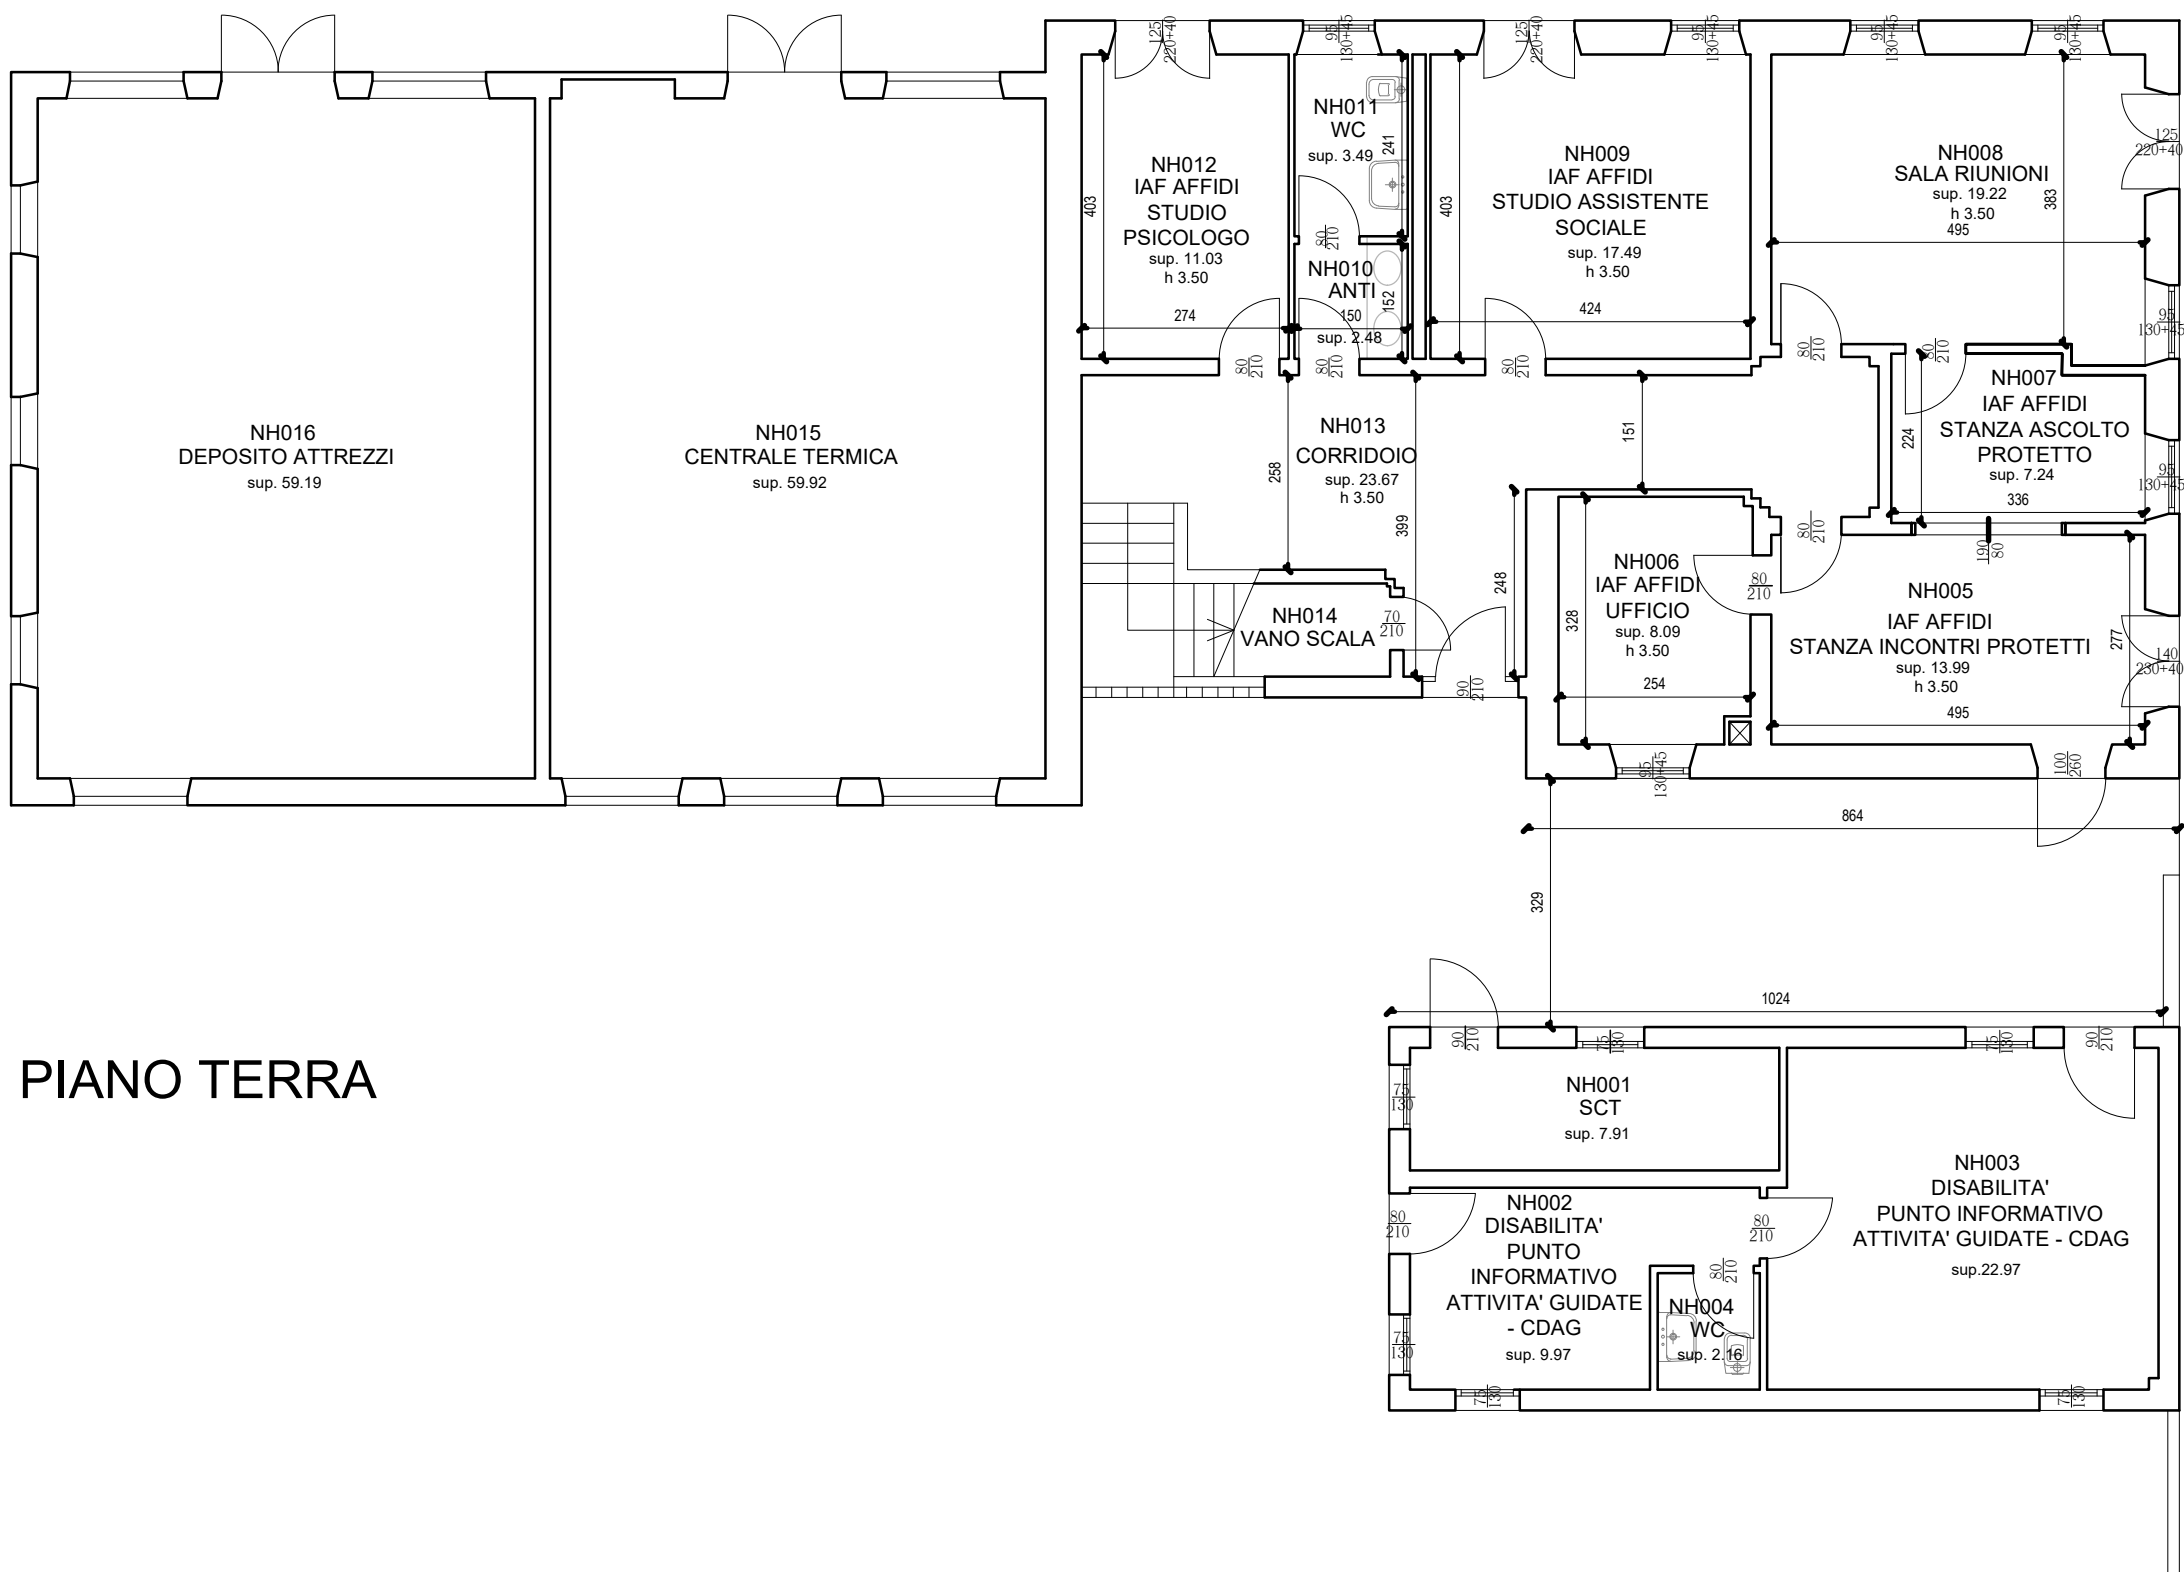 125
220+40
95
130+45
125
220+40
95
130+45
95
130+45
95
130+45
NH011
WC
sup. 3.49
241
NH012
IAF AFFIDI
STUDIO
PSICOLOGO
sup. 11.03
h 3.50
403
274
NH010
ANTI
152
150
sup. 2.48
80
210
NH009
IAF AFFIDI
STUDIO ASSISTENTE
SOCIALE
sup. 17.49
h 3.50
403
424
NH008
SALA RIUNIONI
sup. 19.22
h 3.50
495
383
125
220+40
95
130+45
80
210
80
210
80
210
80
210
80
210
NH007
IAF AFFIDI
STANZA ASCOLTO
PROTETTO
sup. 7.24
224
336
95
130+45
NH016
DEPOSITO ATTREZZI
sup. 59.19
NH015
CENTRALE TERMICA
sup. 59.92
NH013
CORRIDOIO
sup. 23.67
h 3.50
258
399
151
248
80
210
190
80
NH006
IAF AFFIDI
UFFICIO
sup. 8.09
h 3.50
328
254
80
210
NH005
IAF AFFIDI
STANZA INCONTRI PROTETTI
sup. 13.99
h 3.50
277
495
140
230+40
NH014
VANO SCALA
70
210
90
210
95
130+45
100
260
864
329
1024
90
210
75
130
75
130
90
210
75
130
NH001
SCT
sup. 7.91
PIANO TERRA
NH002
DISABILITA'
PUNTO
INFORMATIVO
ATTIVITA' GUIDATE
- CDAG
sup. 9.97
80
210
80
210
80
210
NH003
DISABILITA'
PUNTO INFORMATIVO
ATTIVITA' GUIDATE - CDAG
sup.22.97
NH004
WC
sup. 2.16
75
130
75
130
75
130